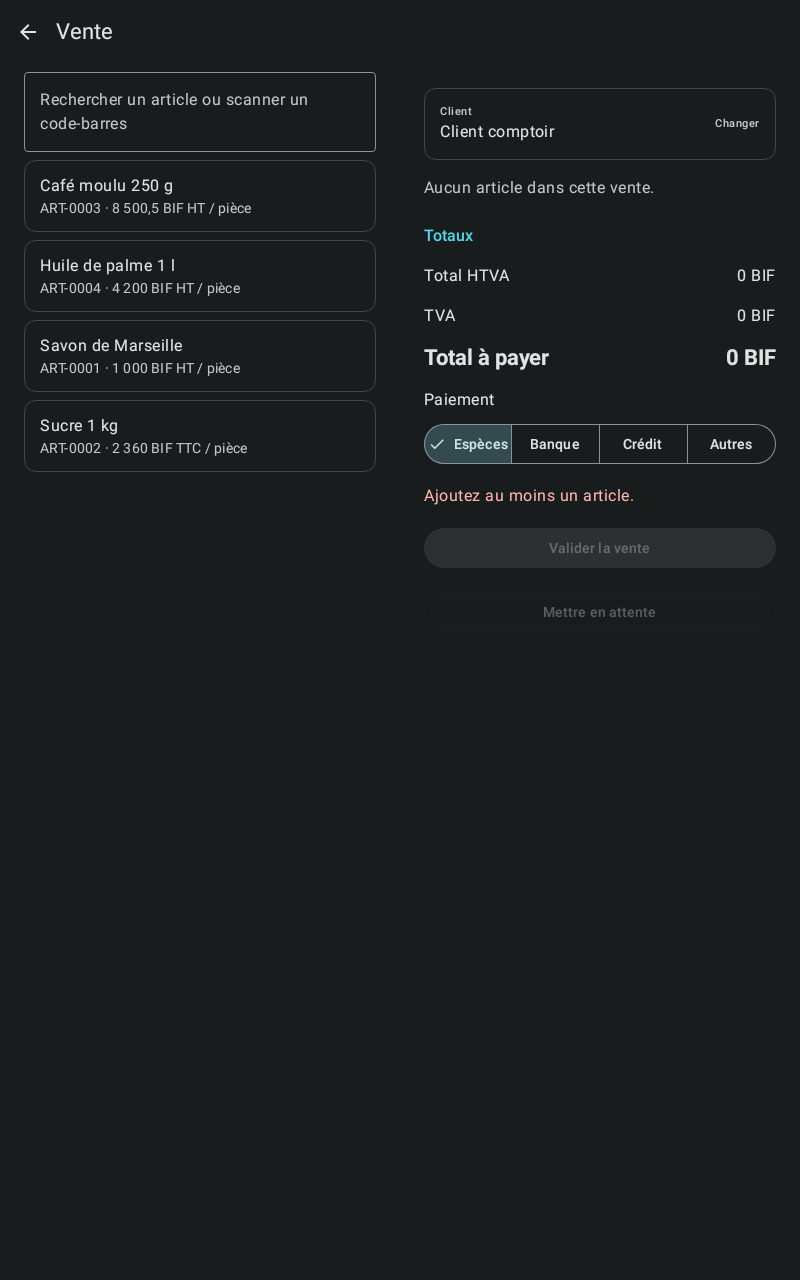 Vente
Rechercher un article ou scanner un
code-barres
Café moulu 250 g
ART-0003 · 8 500,5 BIF HT / pièce
Huile de palme 1 l
ART-0004 · 4 200 BIF HT / pièce
Savon de Marseille
ART-0001 · 1 000 BIF HT / pièce
Sucre 1 kg
ART-0002 · 2 360 BIF TTC / pièce
Client
Client comptoir
Changer
Aucun article dans cette vente.
Totaux
Total HTVA 0 BIF
TVA 0 BIF
Total à payer 0 BIF
Paiement
Espèces Banque Crédit Autres
Ajoutez au moins un article.
Valider la vente
Mettre en attente